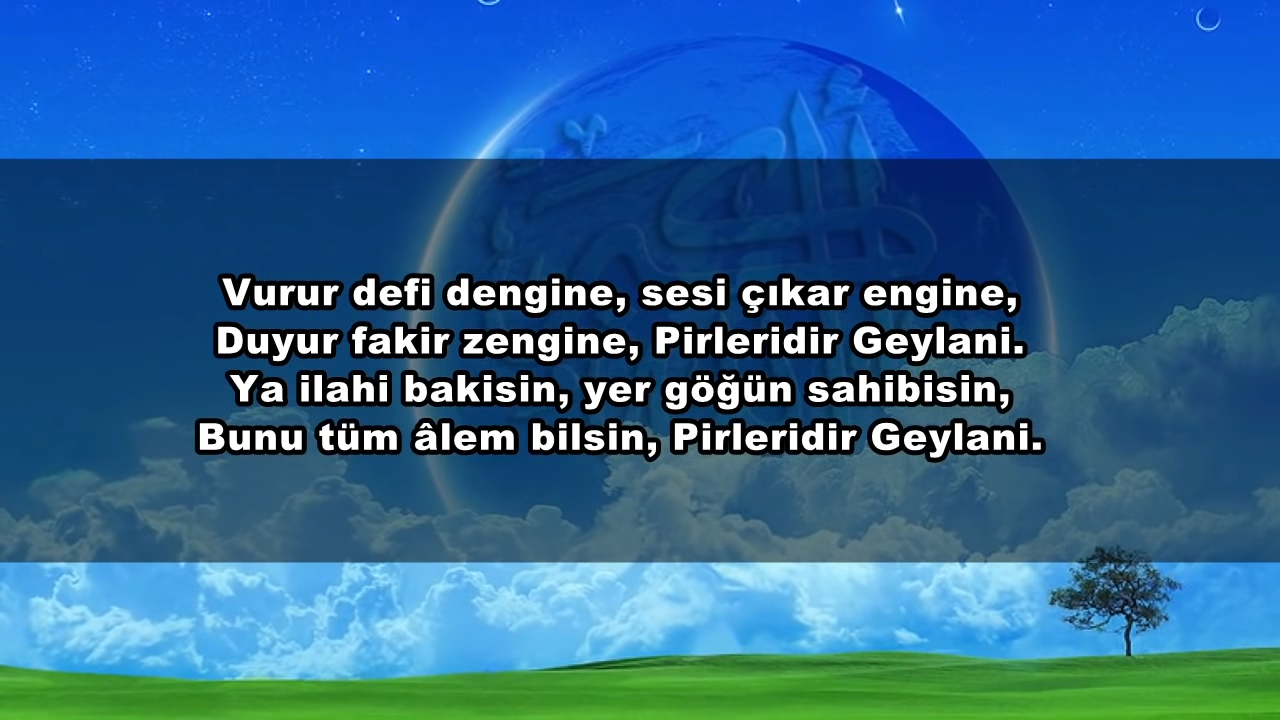 Vurur defi dengine, sesi çıkar engine,
Duyur fakir zengine, Pirleridir Geylani.
Ya ilahi bakisin, yer göğün sahibisin,
Bunu tüm âlem bilsin, Pirleridir Geylani.